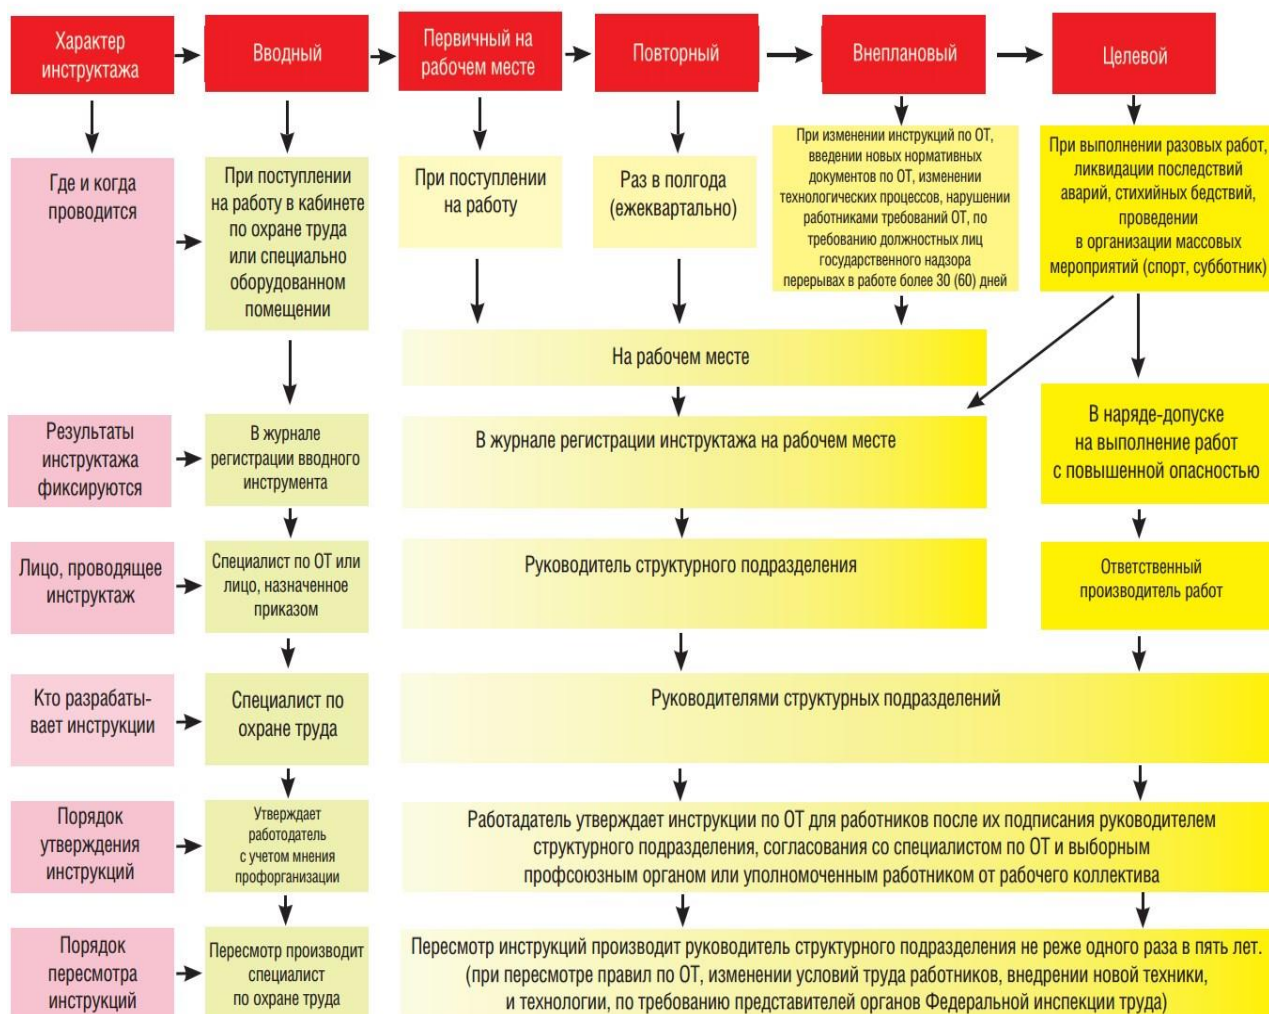 Характер
инструктажа
Вводный
Первичный на
рабочем месте
Повторный
Внеплановый
Целевой
Где и когда
проводится
При поступлении
на работу в кабинете
по охране труда
или специально
оборудованном
помещении
При поступлении
на работу
Раз в полгода
(ежеквартально)
При изменении инструкций по ОТ,
введении новых нормативных
документов по ОТ, изменении
технологических процессов, нарушении
работниками требований ОТ, по
требованию должностных лиц
государственного надзора
перерывах в работе более 30 (60) дней
При выполнении разовых работ,
ликвидации последствий
аварий, стихийных бедствий,
проведении
в организации массовых
мероприятий (спорт, субботник)
На рабочем месте
Результаты
инструктажа
фиксируются
В журнале
регистрации вводного
инструмента
В журнале регистрации инструктажа на рабочем месте
В наряде-допуске
на выполнение работ
с повышенной опасностью
Лицо, проводящее
инструктаж
Специалист по ОТ или
лицо, назначенное
приказом
Руководитель структурного подразделения
Ответственный
производитель работ
Кто разрабаты-
вает инструкции
Специалист по
охране труда
Руководителями структурных подразделений
Порядок
утверждения
инструкций
Утверждает
работодатель
с учетом мнения
профорганизации
Работадатель утверждает инструкции по ОТ для работников после их подписания руководителем
структурного подразделения, согласования со специалистом по ОТ и выборным
профсоюзным органом или уполномоченным работником от рабочего коллектива
Порядок
пересмотра
инструкций
Пересмотр производит
специалист
по охране труда
Пересмотр инструкций производит руководитель структурного подразделения не реже одного раза в пять лет.
(при пересмотре правил по ОТ, изменении условий труда работников, внедрении новой техники,
и технологии, по требованию представителей органов Федеральной инспекции труда)